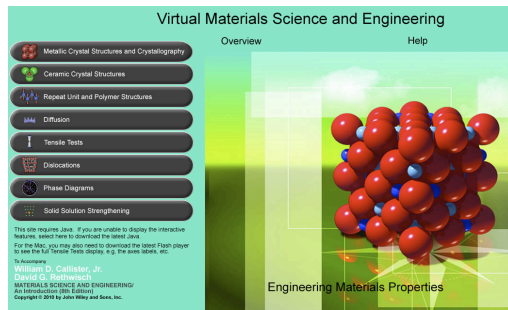 Virtual Materials Science and Engineering
Overview
Help
Metallic Crystal Structures and Crystallography
Ceramic Crystal Structures
Repeat Unit and Polymer Structures
Diffusion
Tensile Tests
Dislocations
Phase Diagrams
Solid Solution Strengthening
This site requires Java. If you are unable to display the interactive
features, select here to download the latest Java.
For the Mac, you may also need to download the latest Flash player
to see the full Tensile Tests display, e.g. the axes labels, etc.
To Accompany
William D. Callister, Jr.
David G. Rethwisch
MATERIALS SCIENCE AND ENGINEERING/
An Introduction (8th Edition)
Copyright © 2010 by John Wiley and Sons, Inc.
Engineering Materials Properties